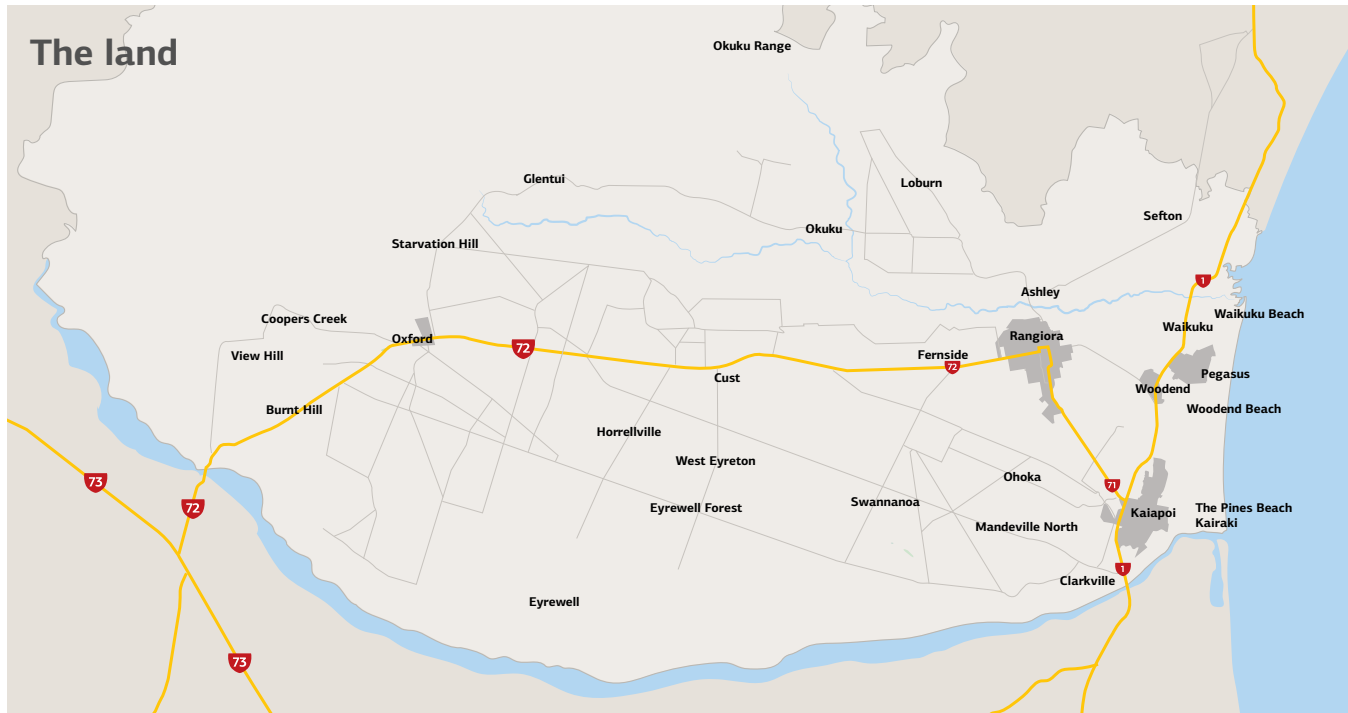 The land
Okuku Range
Glentui
Loburn
Sefton
Okuku
Starvation Hill
1
Ashley
Waikuku Beach
Coopers Creek
Waikuku
Oxford
Rangiora
72
View Hill
Fernside
72
Cust
Pegasus
Woodend
Burnt Hill
Woodend Beach
Horrellville
West Eyreton
73
Ohoka
71
72
Eyrewell Forest
Swannanoa
Kaiapoi
The Pines Beach
Kairaki
Mandeville North
1
Clarkville
Eyrewell
73